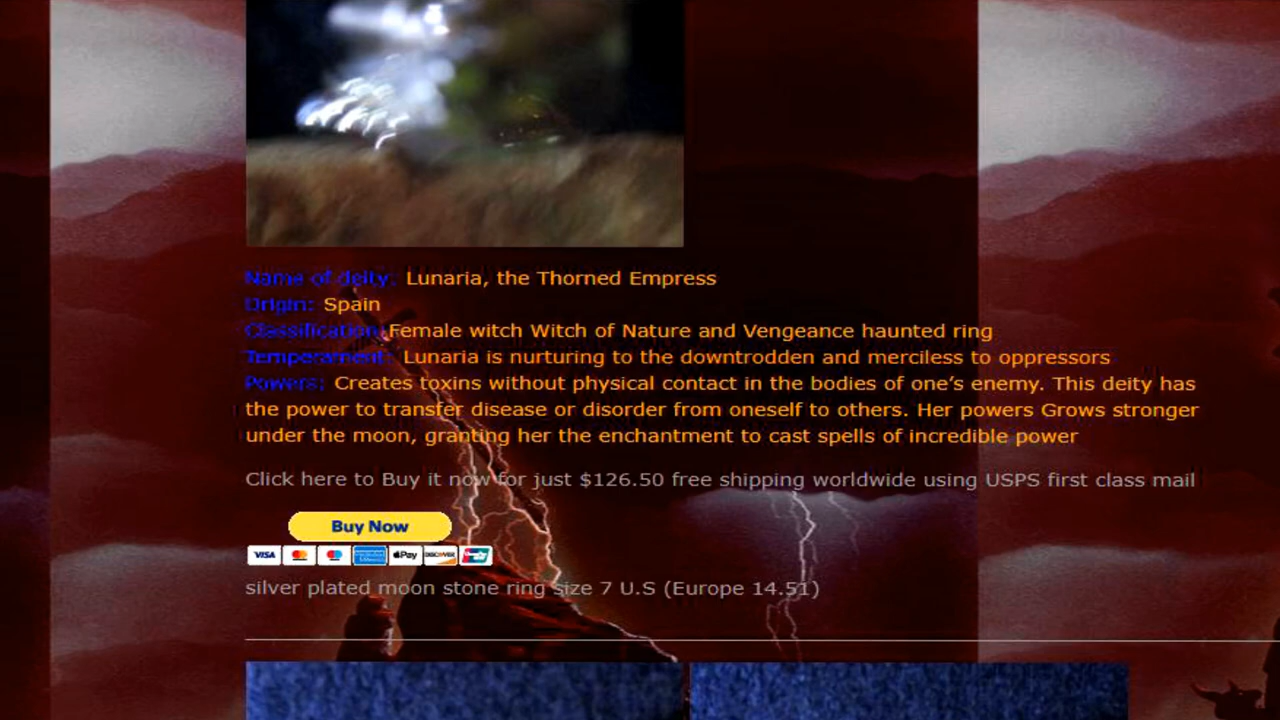 Name of deity: Lunaria, the Thorned Empress
Origin: Spain
Classification: Female witch Witch of Nature and Vengeance haunted ring
Temperament: Lunaria is nurturing to the downtrodden and merciless to oppressors
Powers: Creates toxins without physical contact in the bodies of one's enemy. This deity has
the power to transfer disease or disorder from oneself to others. Her powers Grows stronger
under the moon, granting her the enchantment to cast spells of incredible power
Click here to Buy it now for just $126.50 free shipping worldwide using USPS first class mail
Buy Now
VISA Pay DISCOVER
silver plated moon stone ring size 7 U.S (Europe 14.51)